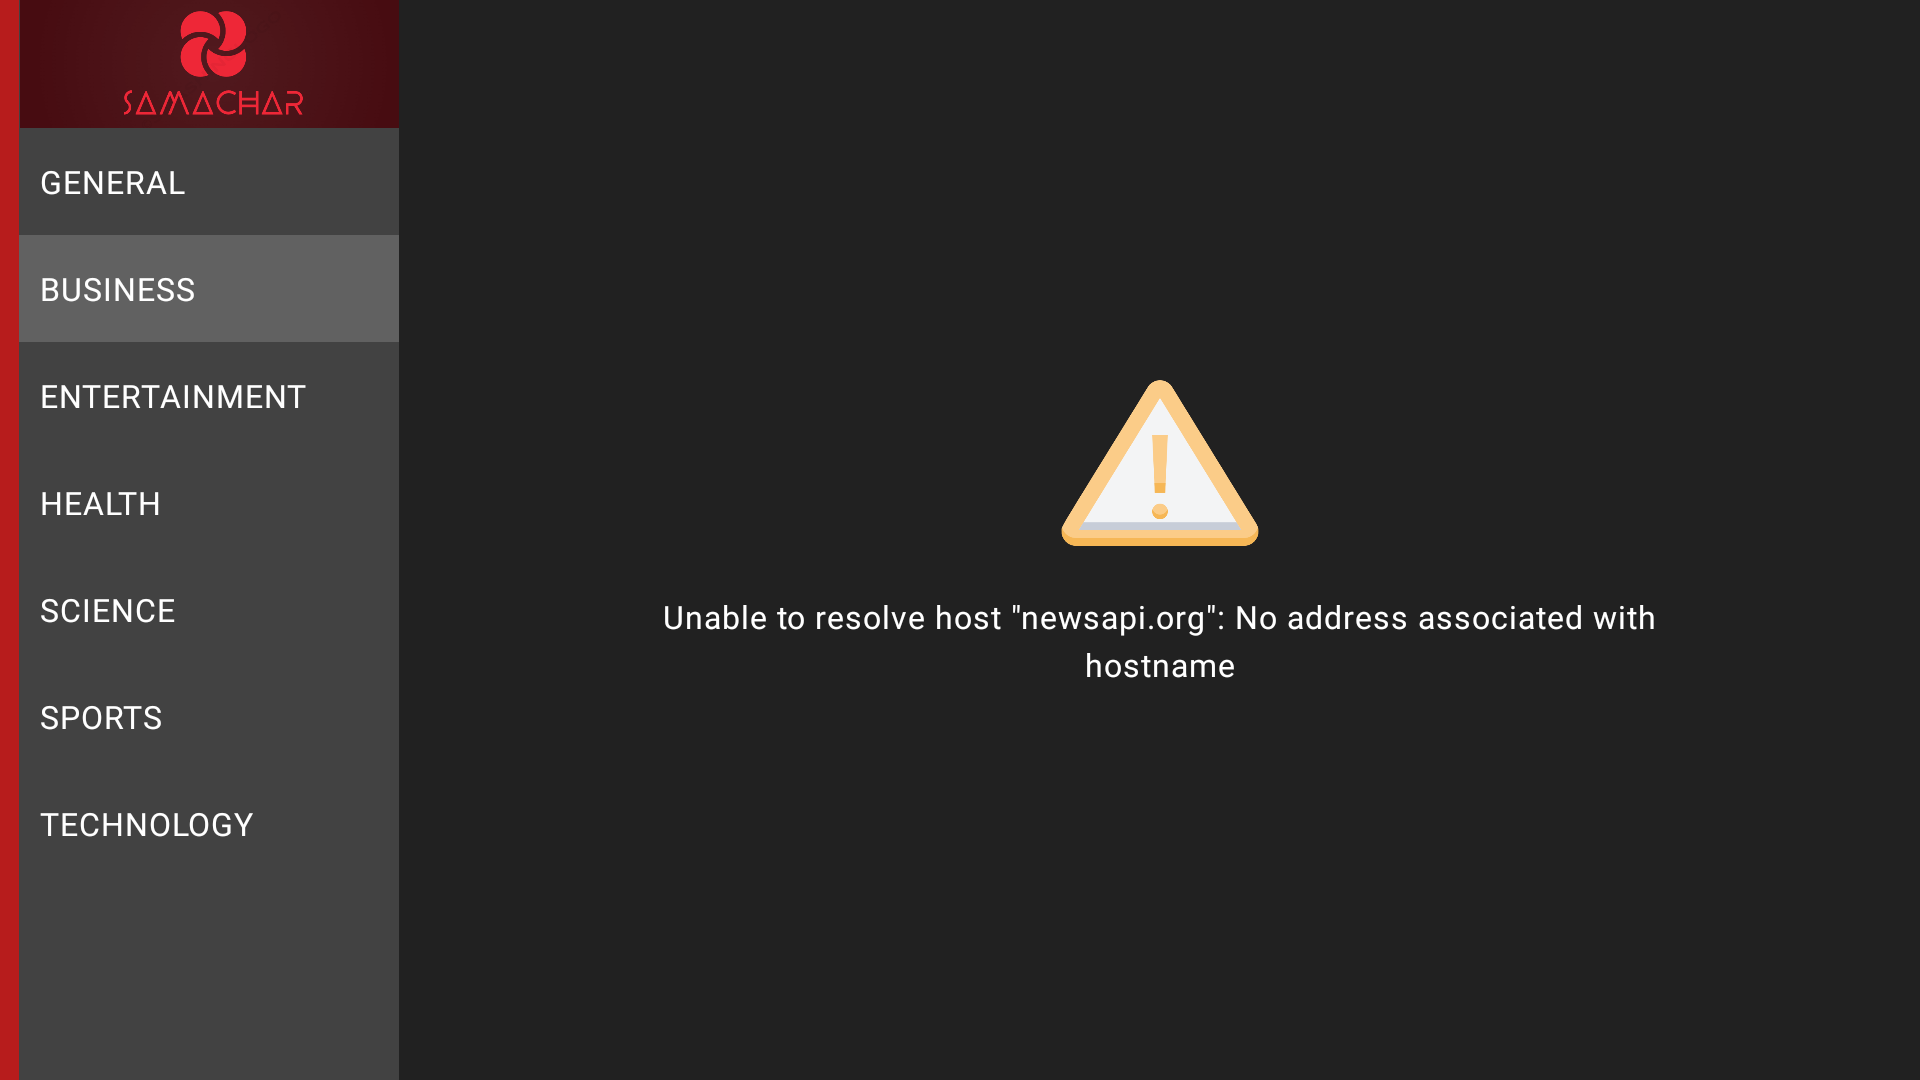 SAMACHAR
GENERAL
BUSINESS
ENTERTAINMENT
HEALTH
SCIENCE
SPORTS
TECHNOLOGY
Unable to resolve host "newsapi.org": No address associated with
hostname